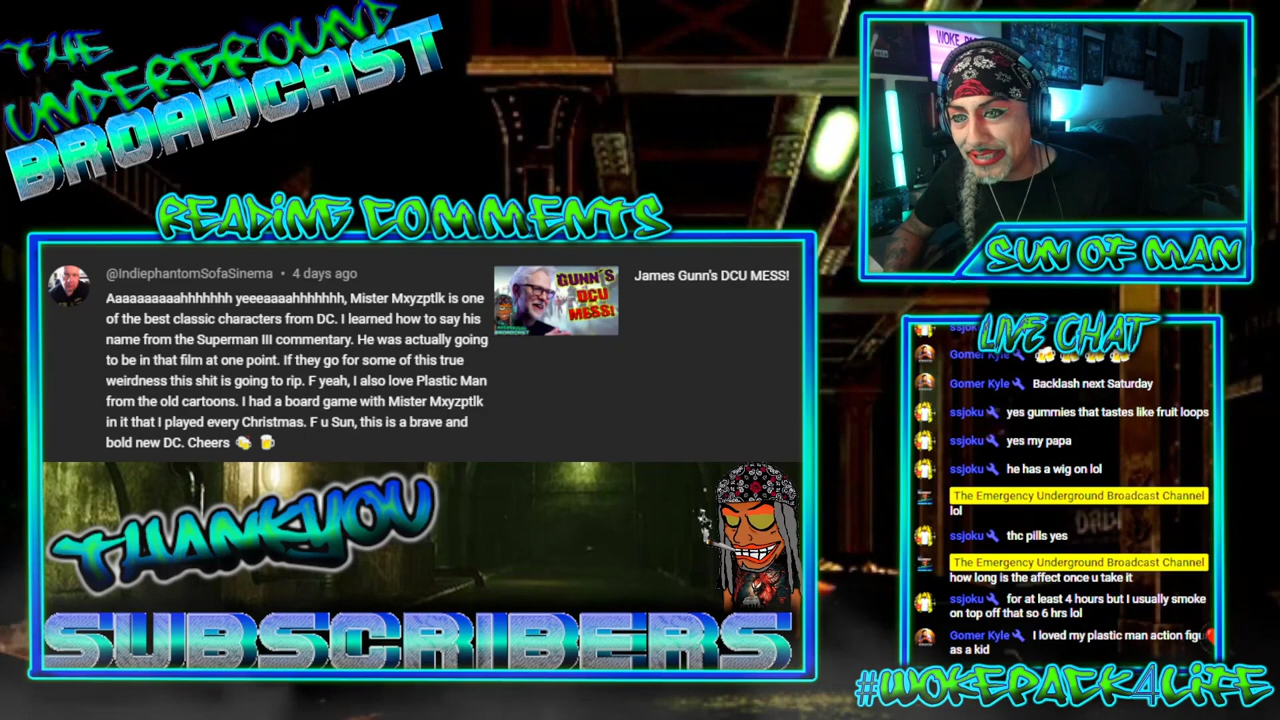 THE
UNDERGROUND
BROADCAST
READING COMMENTS
@IndiephantomSofaSinema • 4 days ago
Aaaaaaaaaahhhhhhh yeeeeaaahhhhhhh, Mister Mxyzptlk is one
of the best classic characters from DC. I learned how to say his
name from the Superman III commentary. He was actually going
to be in that film at one point. If they go for some of this true
weirdness this shit is going to rip. F yeah, I also love Plastic Man
from the old cartoons. I had a board game with Mister Mxyzptlk
in it that I played every Christmas. F u Sun, this is a brave and
bold new DC. Cheers 🍻 🍺
GUNN'S
DCU
MESS!
BROADCAST
James Gunn's DCU MESS!
THANKYOU
SUBSCRIBERS
WOKE
SUN OF MAN
LIVE CHAT
ssjok
Gomer Kyle
Gomer Kyle Backlash next Saturday
ssjoku yes gummies that tastes like fruit loops
ssjoku yes my papa
ssjoku he has a wig on lol
The Emergency Underground Broadcast Channel
lol
ssjoku thc pills yes
The Emergency Underground Broadcast Channel
how long is the affect once u take it
ssjoku for at least 4 hours but I usually smoke
on top off that so 6 hrs lol
Gomer Kyle I loved my plastic man action figu
as a kid
#WOKEPACK4LIFE